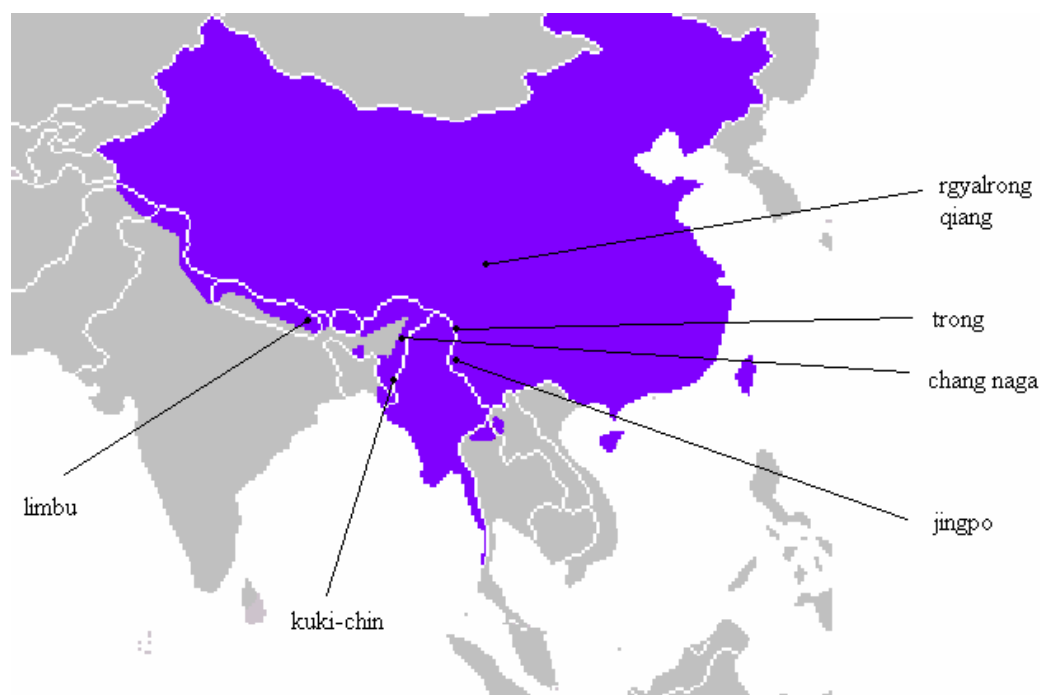 rgyalrong
qiang
trong
chang naga
limbu
jingpo
kuki-chin